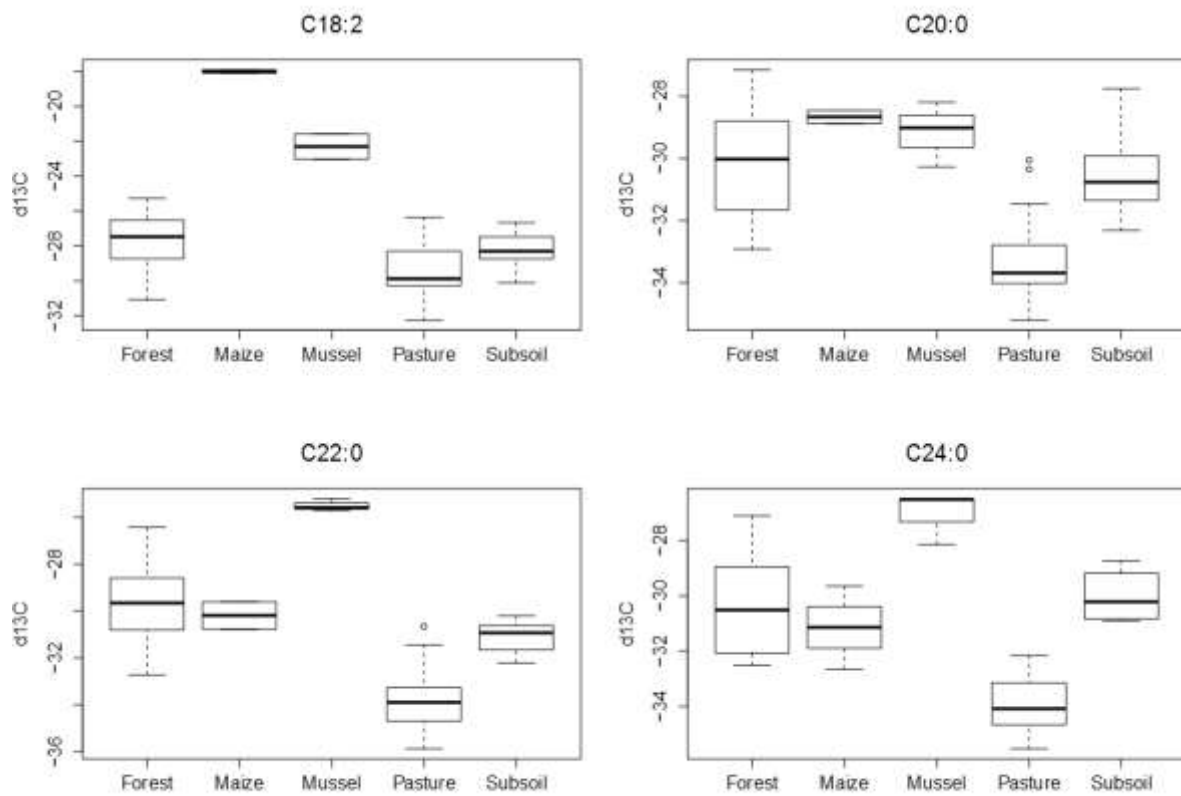 C18:2
d13C
−20
−24
−28
−32
Forest Maize Mussel Pasture Subsoil
C20:0
d13C
−28
−30
−32
−34
Forest Maize Mussel Pasture Subsoil
C22:0
d13C
−28
−32
−36
Forest Maize Mussel Pasture Subsoil
C24:0
d13C
−28
−30
−32
−34
Forest Maize Mussel Pasture Subsoil